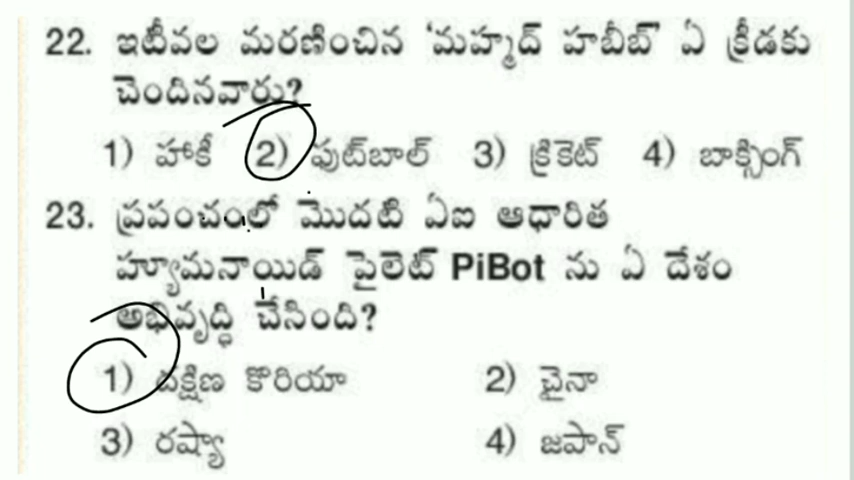 22. ఇటీవల మరణించిన 'మహ్మద్ హబీబ్' ఏ క్రీడకు
చెందినవారు?
1) హాకీ 2) ఫుట్‌బాల్ 3) క్రికెట్ 4) బాక్సింగ్
23. ప్రపంచంలో మొదటి ఏఐ ఆధారిత
హ్యూమనాయిడ్ పైలెట్ PiBot ను ఏ దేశం
అభివృద్ధి చేసింది?
1) దక్షిణ కొరియా 2) చైనా
3) రష్యా 4) జపాన్